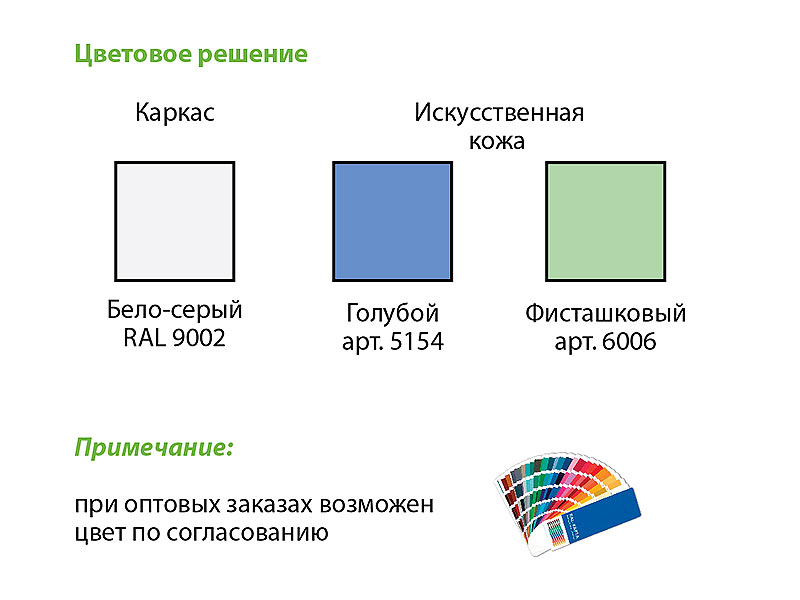 Цветовое решение
Каркас
Искусственная
кожа
Бело-серый
RAL 9002
Голубой
арт. 5154
Фисташковый
арт. 6006
Примечание:
при оптовых заказах возможен
цвет по согласованию